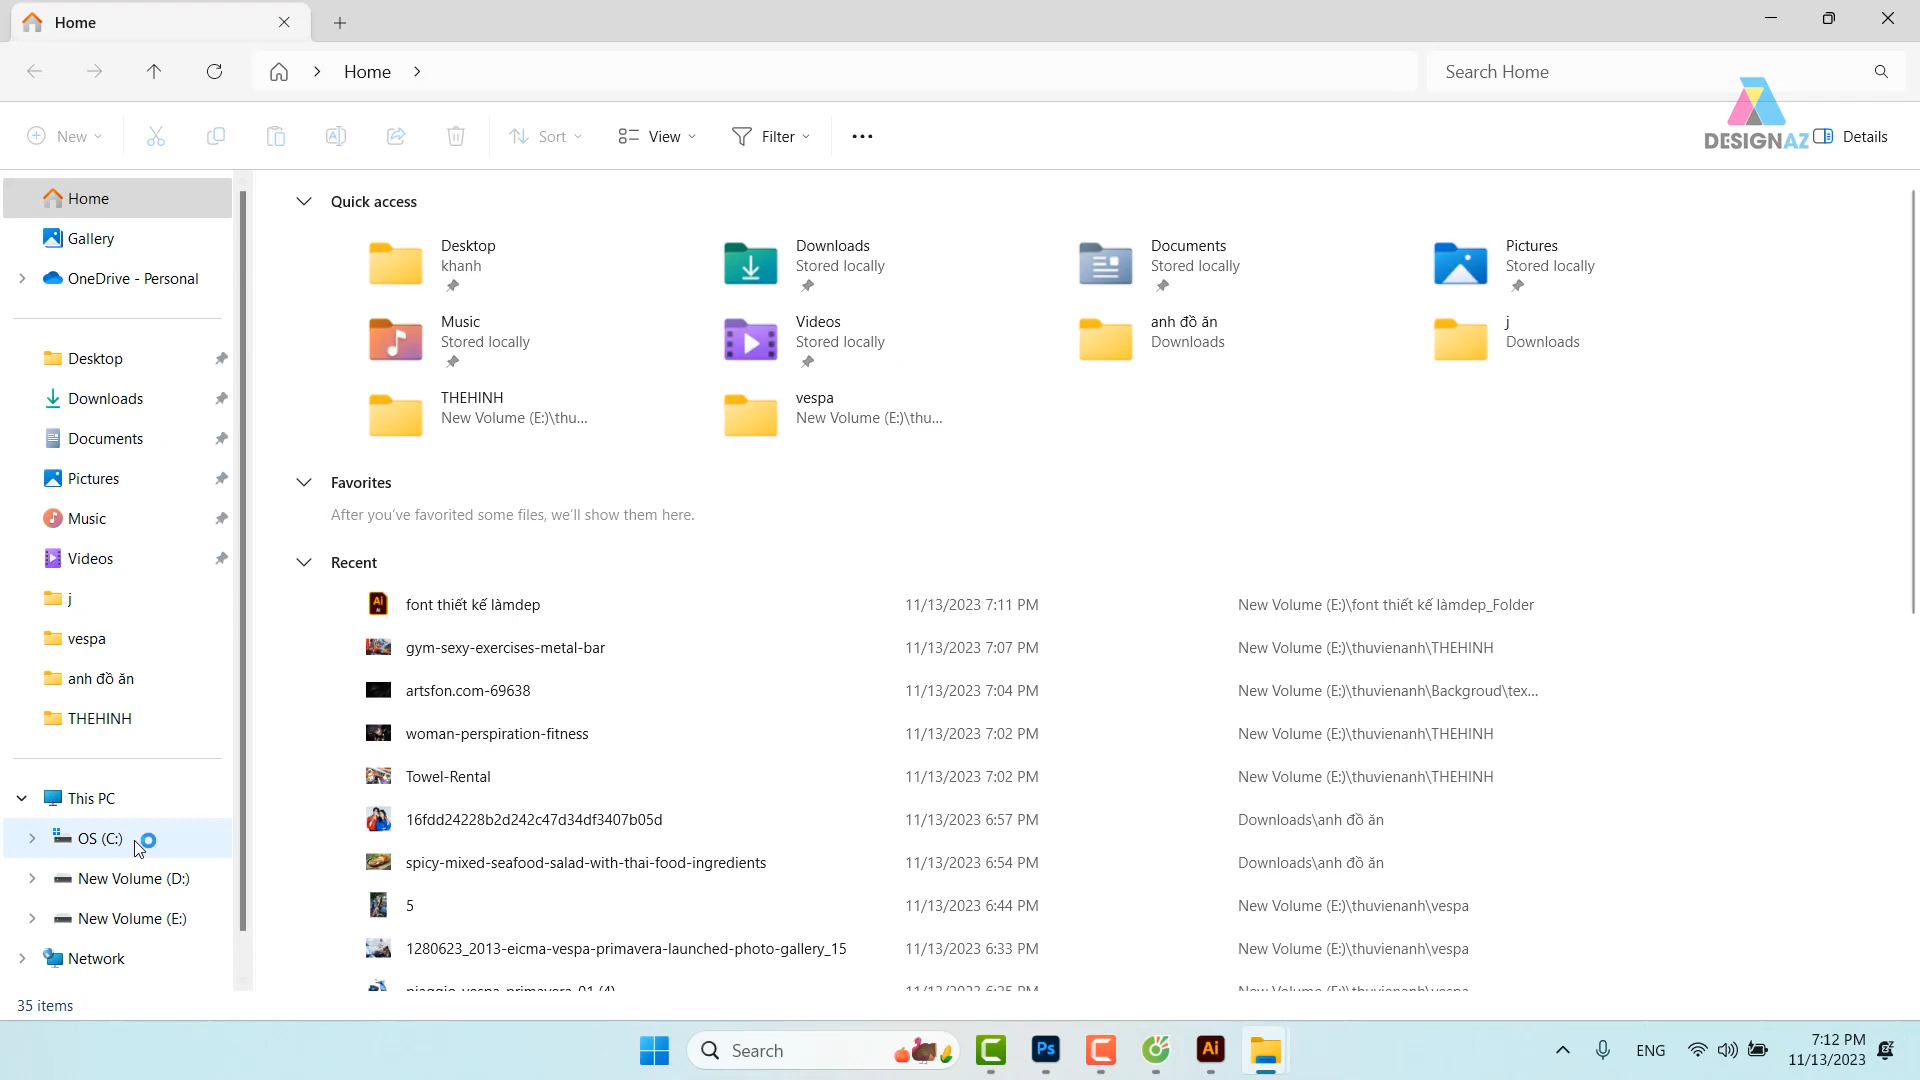 Home
Home
Search Home
New
Sort
View
Filter
DESIGNAZ
Details
Home
Gallery
OneDrive - Personal
Desktop
Downloads
Documents
Pictures
Music
Videos
j
vespa
anh đồ ăn
THEHINH
This PC
OS (C:)
New Volume (D:)
New Volume (E:)
Network
Quick access
Desktop
khanh
Downloads
Stored locally
Documents
Stored locally
Pictures
Stored locally
Music
Stored locally
Videos
Stored locally
anh đồ ăn
Downloads
j
Downloads
THEHINH
New Volume (E:)\thu...
vespa
New Volume (E:)\thu...
Favorites
After you've favorited some files, we'll show them here.
Recent
font thiết kế làmdep 11/13/2023 7:11 PM New Volume (E:)\font thiết kế làmdep_Folder
gym-sexy-exercises-metal-bar 11/13/2023 7:07 PM New Volume (E:)\thuvienanh\THEHINH
artsfon.com-69638 11/13/2023 7:04 PM New Volume (E:)\thuvienanh\Backgroud\tex...
woman-perspiration-fitness 11/13/2023 7:02 PM New Volume (E:)\thuvienanh\THEHINH
Towel-Rental 11/13/2023 7:02 PM New Volume (E:)\thuvienanh\THEHINH
16fdd24228b2d242c47d34df3407b05d 11/13/2023 6:57 PM Downloads\anh đồ ăn
spicy-mixed-seafood-salad-with-thai-food-ingredients 11/13/2023 6:54 PM Downloads\anh đồ ăn
5 11/13/2023 6:44 PM New Volume (E:)\thuvienanh\vespa
1280623_2013-eicma-vespa-primavera-launched-photo-gallery_15 11/13/2023 6:33 PM New Volume (E:)\thuvienanh\vespa
35 items
Search
Ps
Ai
ENG
7:12 PM
11/13/2023